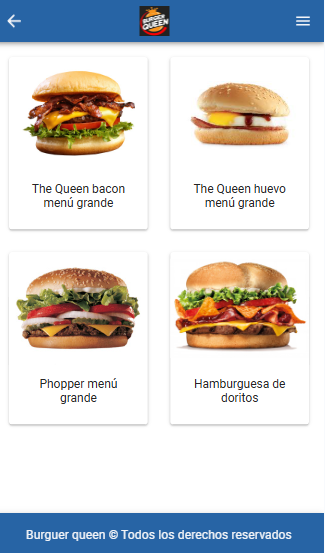 BURGER
QUEEN
The Queen bacon
menú grande
The Queen huevo
menú grande
Phopper menú
grande
Hamburguesa de
doritos
Burguer queen © Todos los derechos reservados